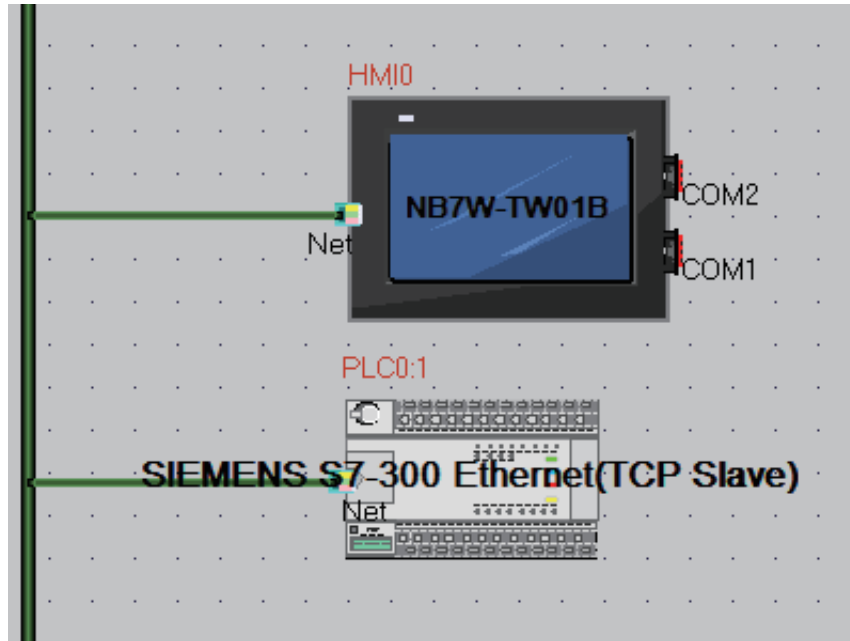 HMI0
NB7W-TW01B
COM2
Net
COM1
PLC0:1
SIEMENS S7-300 Ethernet(TCP Slave)
Net